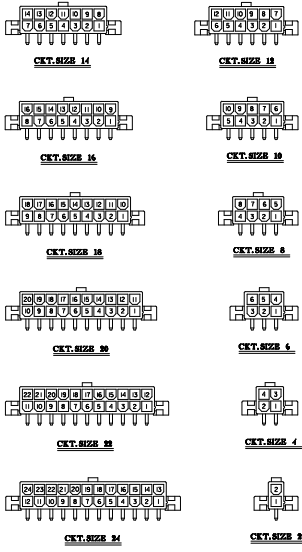 14 13 12 11 10 9 8
7 6 5 4 3 2 1
CKT.SIZE 14
12 11 10 9 8 7
6 5 4 3 2 1
CKT.SIZE 12
16 15 14 13 12 11 10 9
8 7 6 5 4 3 2 1
CKT.SIZE 16
10 9 8 7 6
5 4 3 2 1
CKT.SIZE 10
18 17 16 15 14 13 12 11 10
9 8 7 6 5 4 3 2 1
CKT.SIZE 18
8 7 6 5
4 3 2 1
CKT.SIZE 8
20 19 18 17 16 15 14 13 12 11
10 9 8 7 6 5 4 3 2 1
CKT.SIZE 20
6 5 4
3 2 1
CKT.SIZE 6
22 21 20 19 18 17 16 15 14 13 12
11 10 9 8 7 6 5 4 3 2 1
CKT.SIZE 22
4 3
2 1
CKT.SIZE 4
24 23 22 21 20 19 18 17 16 15 14 13
12 11 10 9 8 7 6 5 4 3 2 1
CKT.SIZE 24
2
1
CKT.SIZE 2